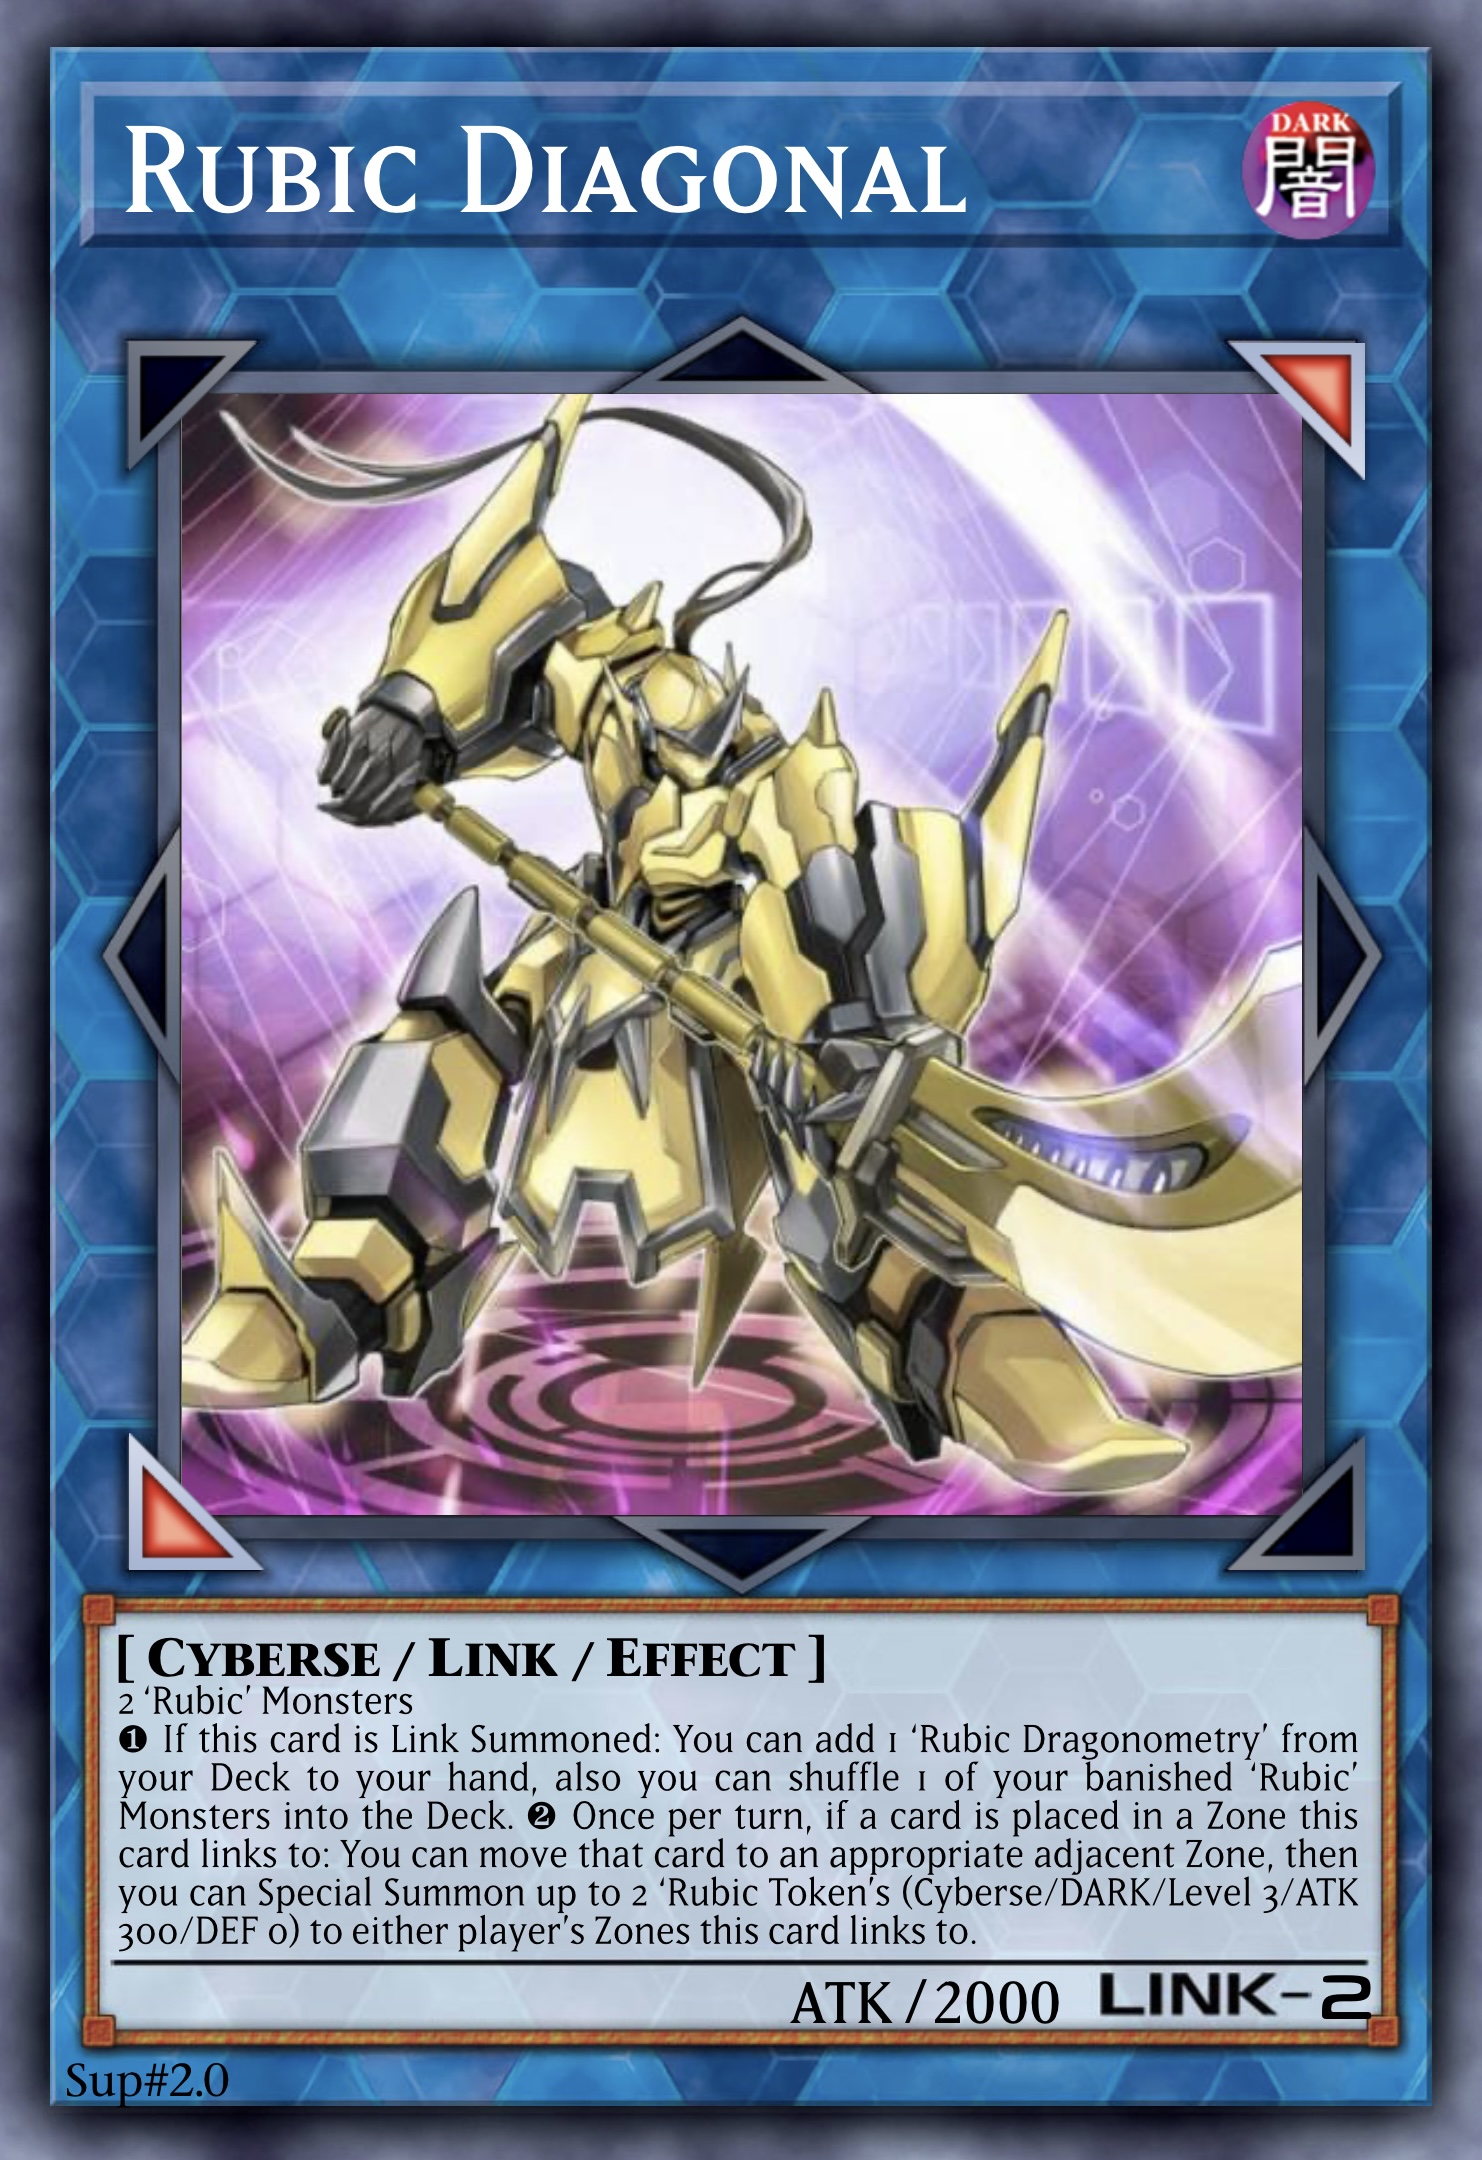 Rubic Diagonal
DARK
闇
[ Cyberse / Link / Effect ]
2 ‘Rubic’ Monsters
❶ If this card is Link Summoned: You can add 1 ‘Rubic Dragonometry’ from
your Deck to your hand, also you can shuffle 1 of your banished ‘Rubic’
Monsters into the Deck. ❷ Once per turn, if a card is placed in a Zone this
card links to: You can move that card to an appropriate adjacent Zone, then
you can Special Summon up to 2 ‘Rubic Token’s (Cyberse/DARK/Level 3/ATK
300/DEF 0) to either player’s Zones this card links to.
ATK / 2000 LINK-2
Sup#2.0